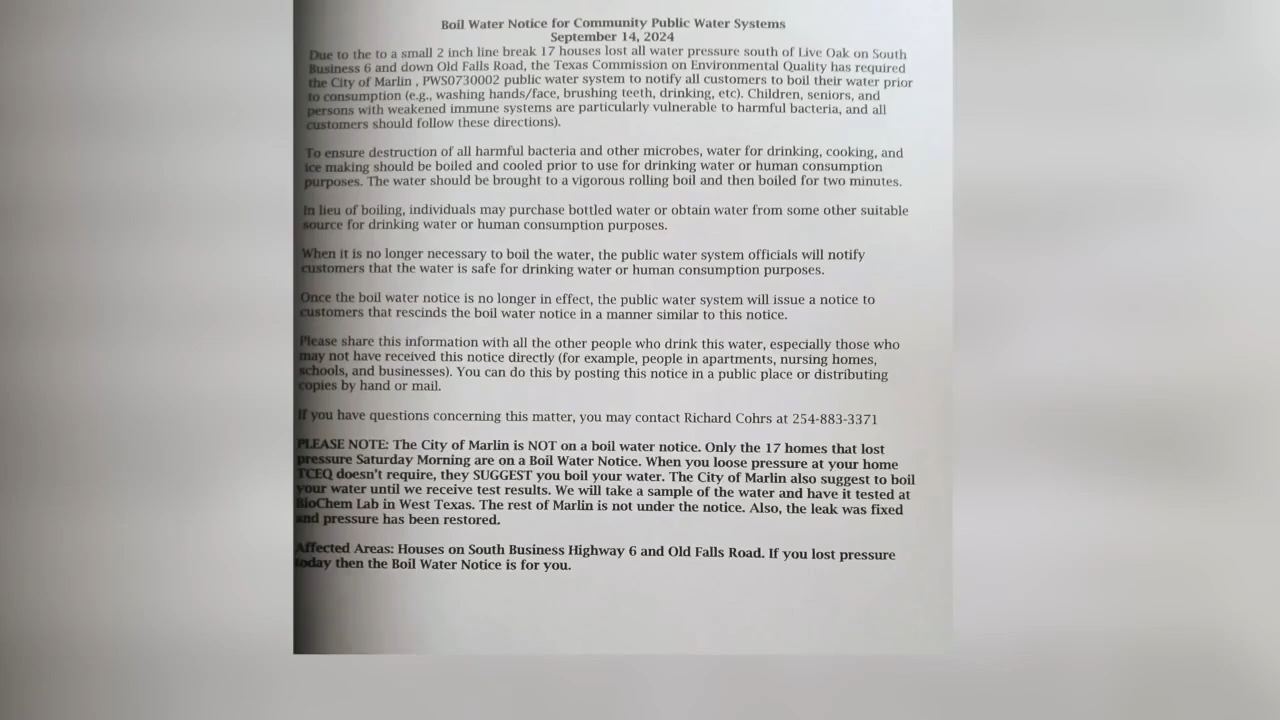 Boil Water Notice for Community Public Water Systems
September 14, 2024
Due to the to a small 2 inch line break 17 houses lost all water pressure south of Live Oak on South
Business 6 and down Old Falls Road, the Texas Commission on Environmental Quality has required
the City of Marlin , PWS0730002 public water system to notify all customers to boil their water prior
to consumption (e.g., washing hands/face, brushing teeth, drinking, etc). Children, seniors, and
persons with weakened immune systems are particularly vulnerable to harmful bacteria, and all
customers should follow these directions).
To ensure destruction of all harmful bacteria and other microbes, water for drinking, cooking, and
ice making should be boiled and cooled prior to use for drinking water or human consumption
purposes. The water should be brought to a vigorous rolling boil and then boiled for two minutes.
In lieu of boiling, individuals may purchase bottled water or obtain water from some other suitable
source for drinking water or human consumption purposes.
When it is no longer necessary to boil the water, the public water system officials will notify
customers that the water is safe for drinking water or human consumption purposes.
Once the boil water notice is no longer in effect, the public water system will issue a notice to
customers that rescinds the boil water notice in a manner similar to this notice.
Please share this information with all the other people who drink this water, especially those who
may not have received this notice directly (for example, people in apartments, nursing homes,
schools, and businesses). You can do this by posting this notice in a public place or distributing
copies by hand or mail.
If you have questions concerning this matter, you may contact Richard Cohrs at 254-883-3371
PLEASE NOTE: The City of Marlin is NOT on a boil water notice. Only the 17 homes that lost
pressure Saturday Morning are on a Boil Water Notice. When you loose pressure at your home
TCEQ doesn't require, they SUGGEST you boil your water. The City of Marlin also suggest to boil
your water until we receive test results. We will take a sample of the water and have it tested at
BioChem Lab in West Texas. The rest of Marlin is not under the notice. Also, the leak was fixed
and pressure has been restored.
Affected Areas: Houses on South Business Highway 6 and Old Falls Road. If you lost pressure
today then the Boil Water Notice is for you.